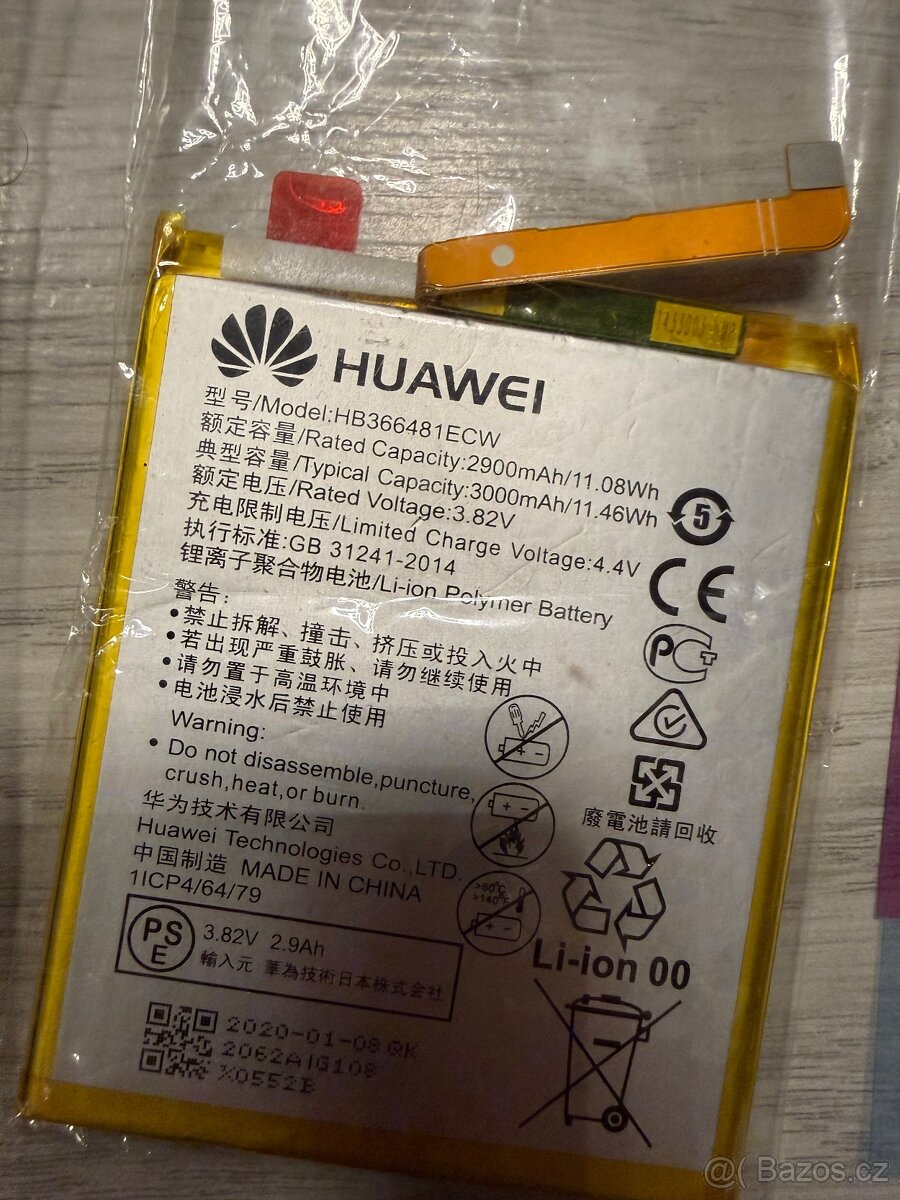 HUAWEI
型号/Model:HB366481ECW
额定容量/Rated Capacity:2900mAh/11.08Wh
典型容量/Typical Capacity:3000mAh/11.46Wh
额定电压/Rated Voltage:3.82V
充电限制电压/Limited Charge Voltage:4.4V
执行标准:GB 31241-2014
锂离子聚合物电池/Li-ion Polymer Battery
5
CE
警告:
•禁止拆解、撞击、挤压或投入火中
•若出现严重鼓胀、请勿继续使用
•请勿置于高温环境中
•电池浸水后禁止使用
Warning:
• Do not disassemble,puncture,
crush,heat,or burn.
华为技术有限公司
Huawei Technologies Co.,LTD.
中国制造 MADE IN CHINA
1ICP4/64/79
廢電池請回收
>60℃
>140℉
Li-ion 00
PS
E
3.82V 2.9Ah
輸入元: 華為技術日本株式会社
2020-01-08 QK
2062AIG108
X0552E
@( Bazos.cz